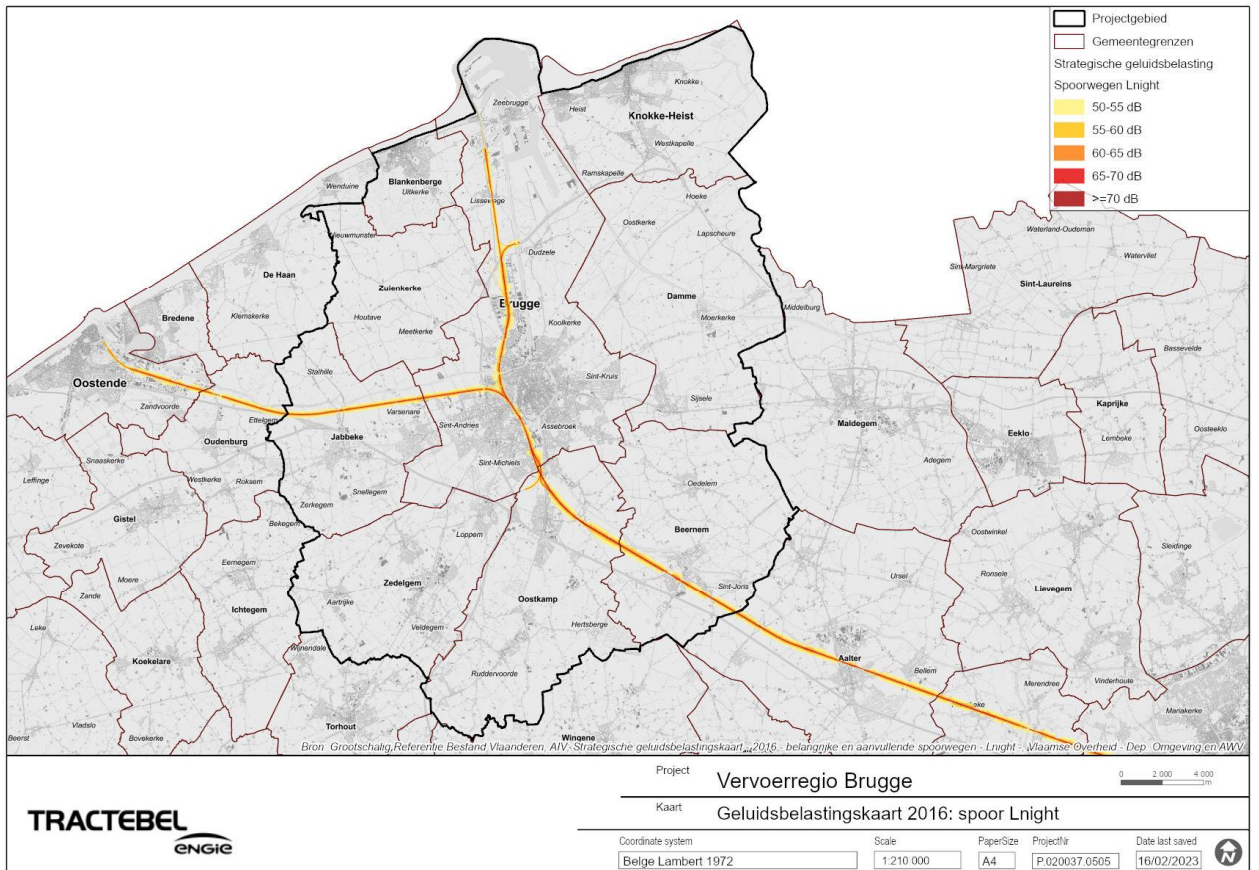 Projectgebied
Gemeentegrenzen
Strategische geluidsbelasting
Spoorwegen Lnight
50-55 dB
55-60 dB
60-65 dB
65-70 dB
>=70 dB
Knokke
Zeebrugge
Heist
Knokke-Heist
Westkapelle
Ramskapelle
Wenduine
Blankenberge
Uitkerke
Lissewege
Hoeke
Oostkerke
Lapscheure
Nieuwmunster
Dudzele
Waterland-Oudeman
Watervliet
Sint-Margriete
Sint-Laureins
De Haan
Zuienkerke
Damme
Bredene
Klemskerke
Houtave
Meetkerke
Brugge
Koolkerke
Moerkerke
Middelburg
Bassevelde
Oostende
Stalhille
Sint-Kruis
Zandvoorde
Ettelgem
Varsenare
Sijsele
Kaprijke
Oudenburg
Jabbeke
Sint-Andries
Assebroek
Maldegem
Eeklo
Lembeke
Oosteeklo
Snaaskerke
Leffinge
Westkerke
Roksem
Sint-Michiels
Adegem
Snellegem
Oedelem
Gistel
Zerkegem
Bekegem
Loppem
Beernem
Oostwinkel
Zevekote
Eernegem
Sleidinge
Moere
Zande
Ichtegem
Zedelgem
Sint-Joris
Ursel
Ronsele
Lievegem
Aartrijke
Oostkamp
Hertsberge
Leke
Veldegem
Koekelare
Wijnendale
Aalter
Bellem
Ruddervoorde
Merendree
Vinderhoute
Mariakerke
Vladslo
Beerst
Bovekerke
Torhout
Wingene
Bron: Grootschalig Referentie Bestand Vlaanderen, AIV - Strategische geluidsbelastingskaart - 2016 - belangrijke en aanvullende spoorwegen - Lnight -, Vlaamse Overheid - Dep. Omgeving en AWV
Project
Vervoerregio Brugge
0 2 000 4 000
m
Kaart
Geluidsbelastingskaart 2016: spoor Lnight
TRACTEBEL
ENGIE
Coordinate system
Scale
PaperSize
ProjectNr
Date last saved
Belge Lambert 1972
1:210 000
A4
P.020037.0505
16/02/2023
N